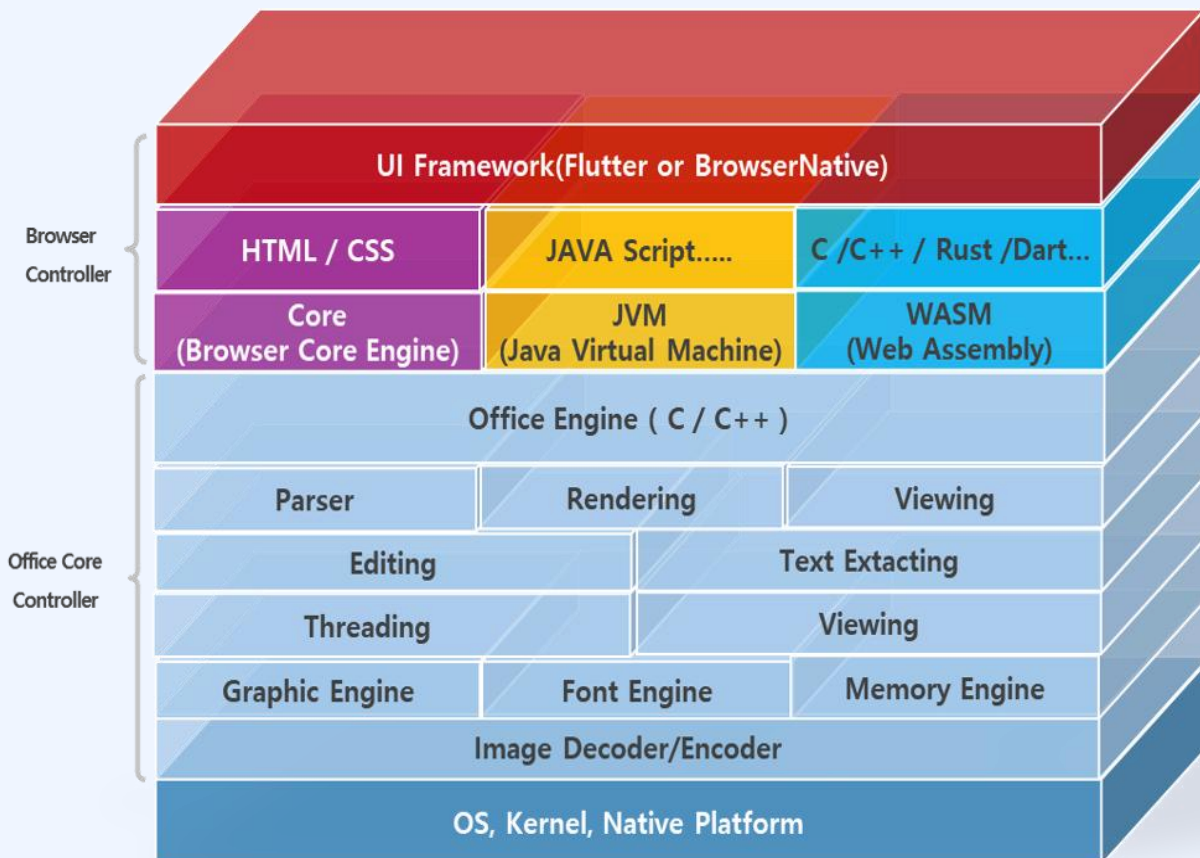 UI Framework(Flutter or BrowserNative)
Browser
Controller
HTML / CSS
JAVA Script.....
C /C++ / Rust /Dart...
Core
(Browser Core Engine)
JVM
(Java Virtual Machine)
WASM
(Web Assembly)
Office Engine ( C / C++ )
Parser
Rendering
Viewing
Office Core
Controller
Editing
Text Extacting
Threading
Viewing
Graphic Engine
Font Engine
Memory Engine
Image Decoder/Encoder
OS, Kernel, Native Platform